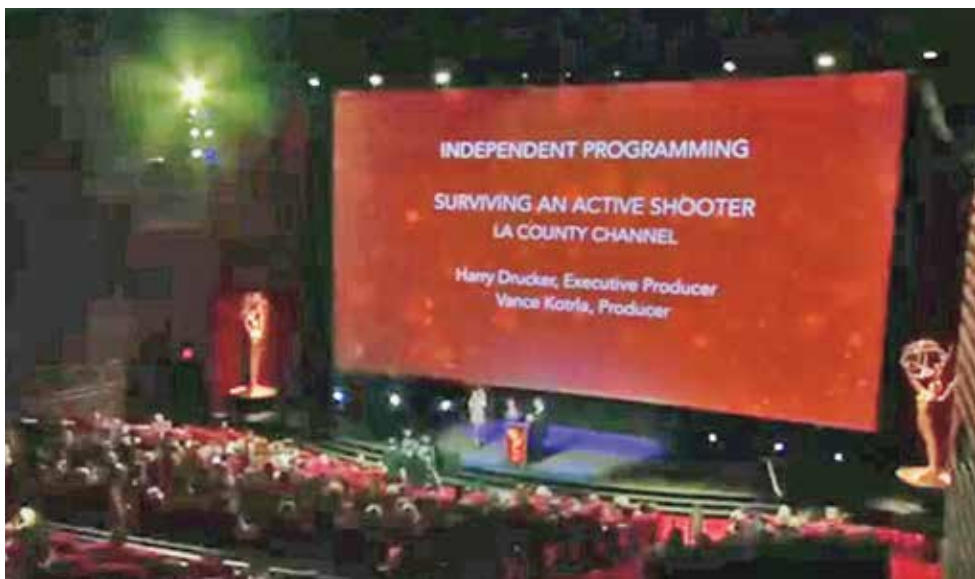 INDEPENDENT PROGRAMMING
SURVIVING AN ACTIVE SHOOTER
LA COUNTY CHANNEL
Harry Drucker, Executive Producer
Vance Kotrla, Producer